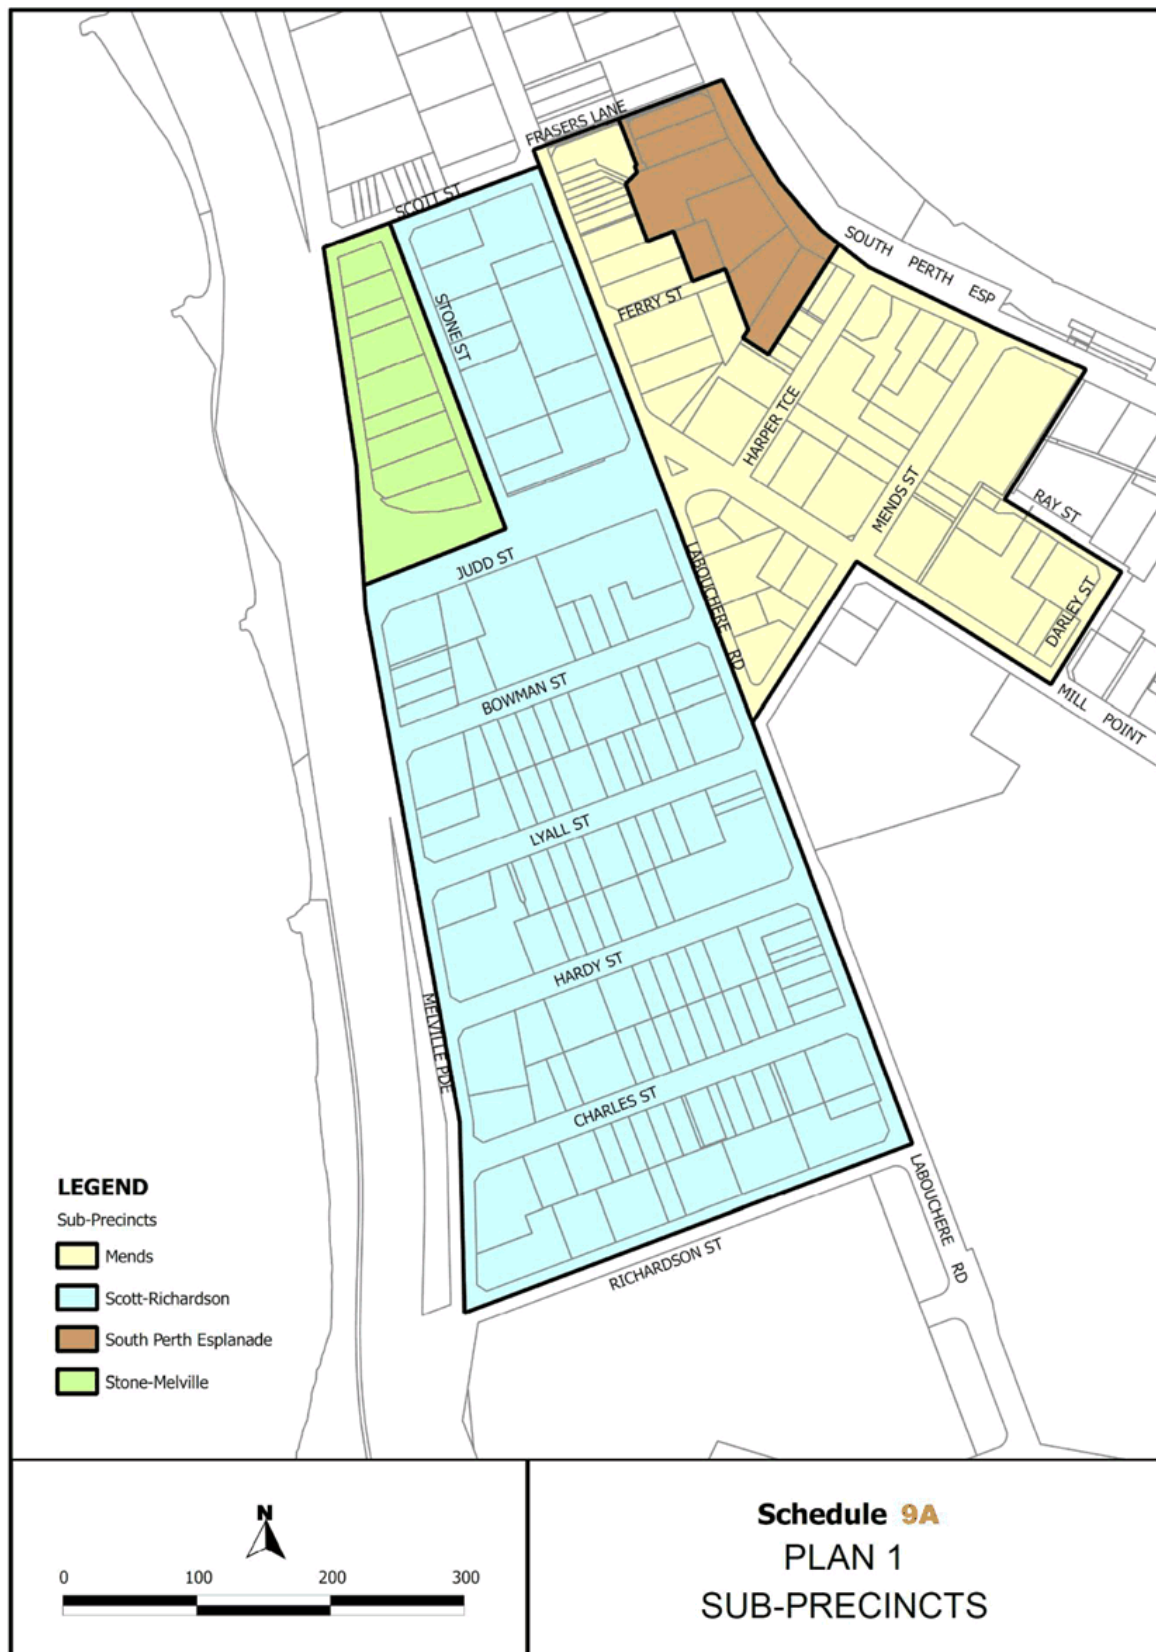 FRASERS LANE
SCOTT ST
SOUTH PERTH ESP
STONE ST
FERRY ST
HARPER TCE
MENDS ST
RAY ST
JUDD ST
LABOUCHERE RD
DARLEY ST
BOWMAN ST
MILL POINT
LYALL ST
HARDY ST
MELVILLE PDE
CHARLES ST
LABOUCHERE RD
RICHARDSON ST
LEGEND
Sub-Precincts
Mends
Scott-Richardson
South Perth Esplanade
Stone-Melville
N
0 100 200 300
Schedule 9A
PLAN 1
SUB-PRECINCTS